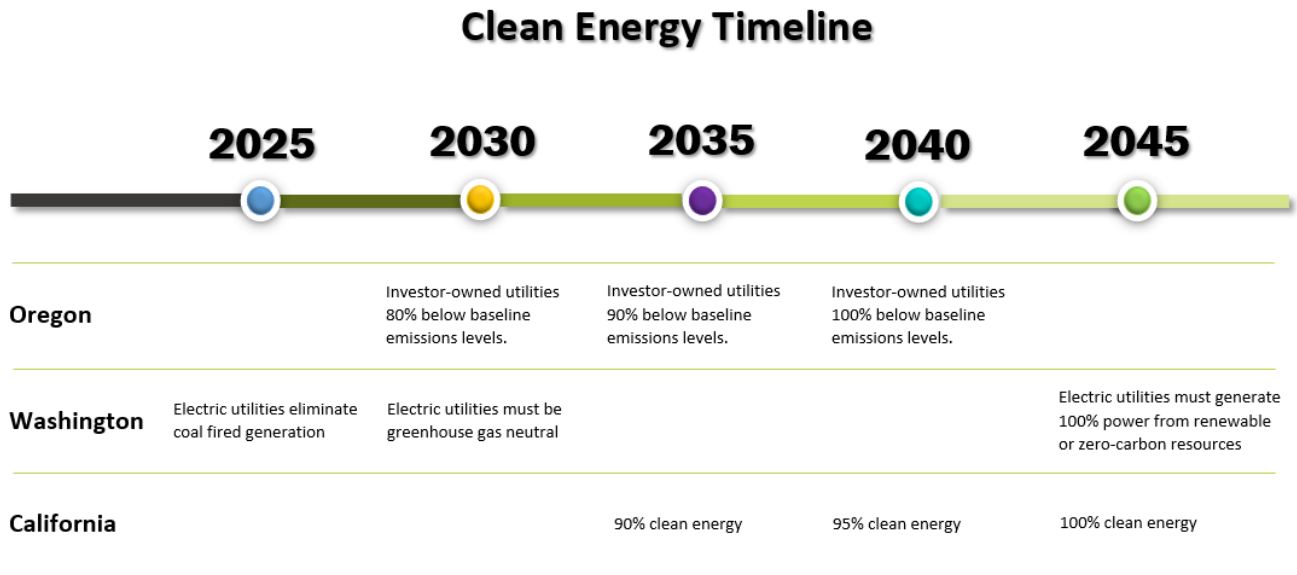 Clean Energy Timeline
2025 2030 2035 2040 2045
Oregon
Investor-owned utilities
80% below baseline
emissions levels.
Investor-owned utilities
90% below baseline
emissions levels.
Investor-owned utilities
100% below baseline
emissions levels.
Washington
Electric utilities eliminate
coal fired generation
Electric utilities must be
greenhouse gas neutral
Electric utilities must generate
100% power from renewable
or zero-carbon resources
California
90% clean energy
95% clean energy
100% clean energy